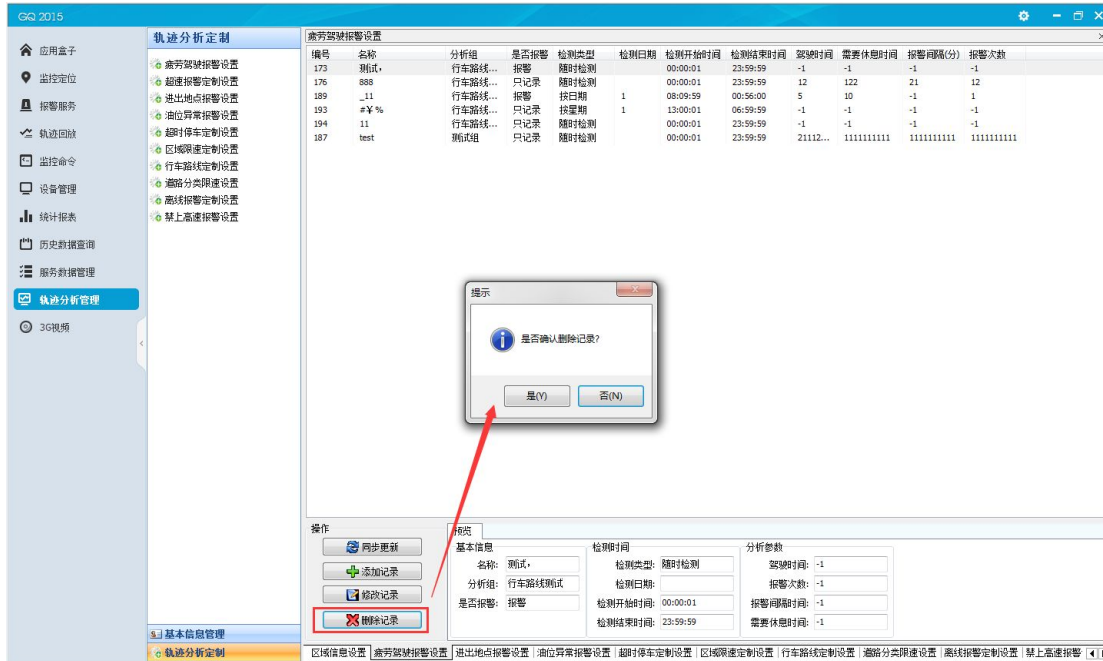 GQ 2015
应用盒子
监控定位
报警服务
轨迹回放
监控命令
设备管理
统计报表
历史数据查询
服务数据管理
轨迹分析管理
3G视频
轨迹分析定制
疲劳驾驶报警设置
超速报警定制设置
进出地点报警设置
油位异常报警设置
超时停车定制设置
区域限速定制设置
行车路线定制设置
道路分类限速设置
离线报警定制设置
禁上高速报警设置
基本信息管理
轨迹分析定制
疲劳驾驶报警设置
编号 名称 分析组 是否报警 检测类型 检测日期 检测开始时间 检测结束时间 驾驶时间 需要休息时间 报警间隔(分) 报警次数
173 测试, 行车路线... 报警 随时检测 00:00:01 23:59:59 -1 -1 -1 -1
176 888 行车路线... 只记录 随时检测 00:00:01 23:59:59 12 122 21 12
189 _11 行车路线... 报警 按日期 1 08:09:59 00:56:00 5 10 -1 1
193 #¥% 行车路线... 只记录 按星期 1 13:00:01 06:59:59 -1 -1 -1 -1
194 11 行车路线... 只记录 随时检测 00:00:01 23:59:59 -1 -1 -1 -1
187 test 测试组 只记录 随时检测 00:00:01 23:59:59 21112... 1111111111 1111111111 1111111111
提示
是否确认删除记录?
是(Y) 否(N)
操作
同步更新
添加记录
修改记录
删除记录
预览
基本信息 检测时间 分析参数
名称: 测试, 检测类型: 随时检测 驾驶时间: -1
分析组: 行车路线测试 检测日期: 报警次数: -1
是否报警: 报警 检测开始时间: 00:00:01 报警间隔时间: -1
检测结束时间: 23:59:59 需要休息时间: -1
区域信息设置 疲劳驾驶报警设置 进出地点报警设置 油位异常报警设置 超时停车定制设置 区域限速定制设置 行车路线定制设置 道路分类限速设置 离线报警定制设置 禁上高速报警